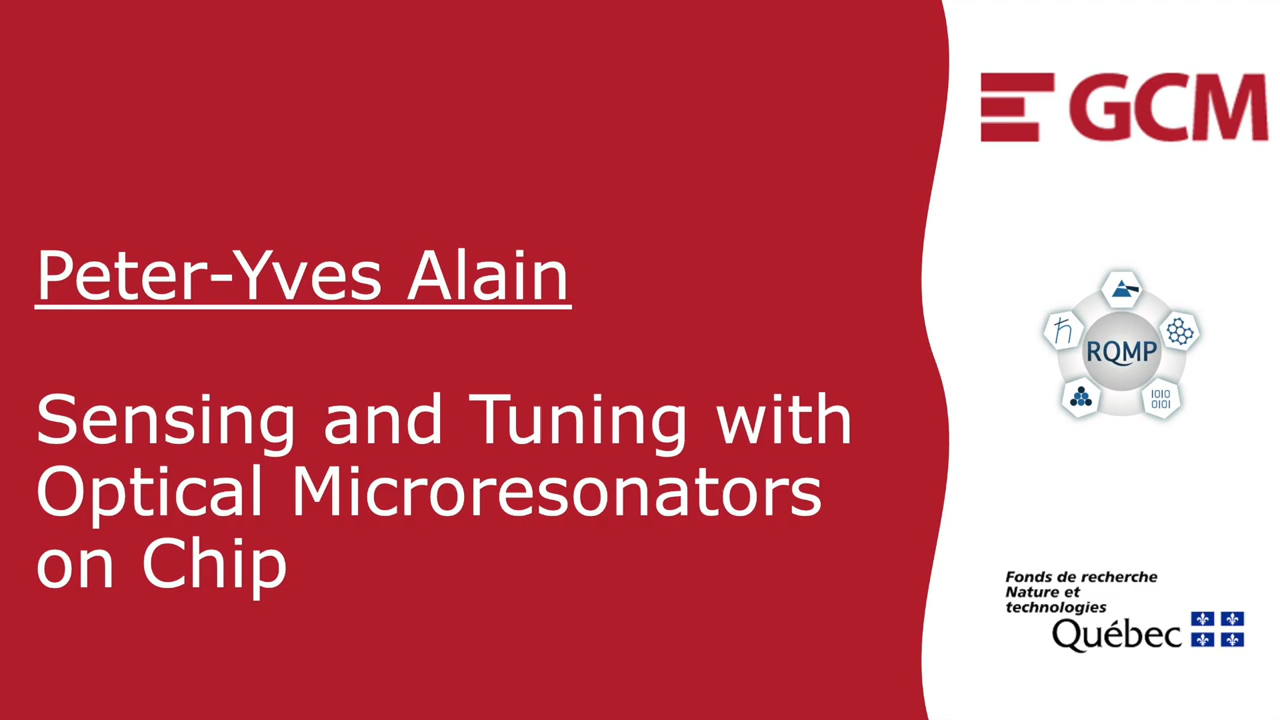 Peter-Yves Alain
Sensing and Tuning with
Optical Microresonators
on Chip
GCM
ħ
RQMP
1010
0101
Fonds de recherche
Nature et
technologies
Québec